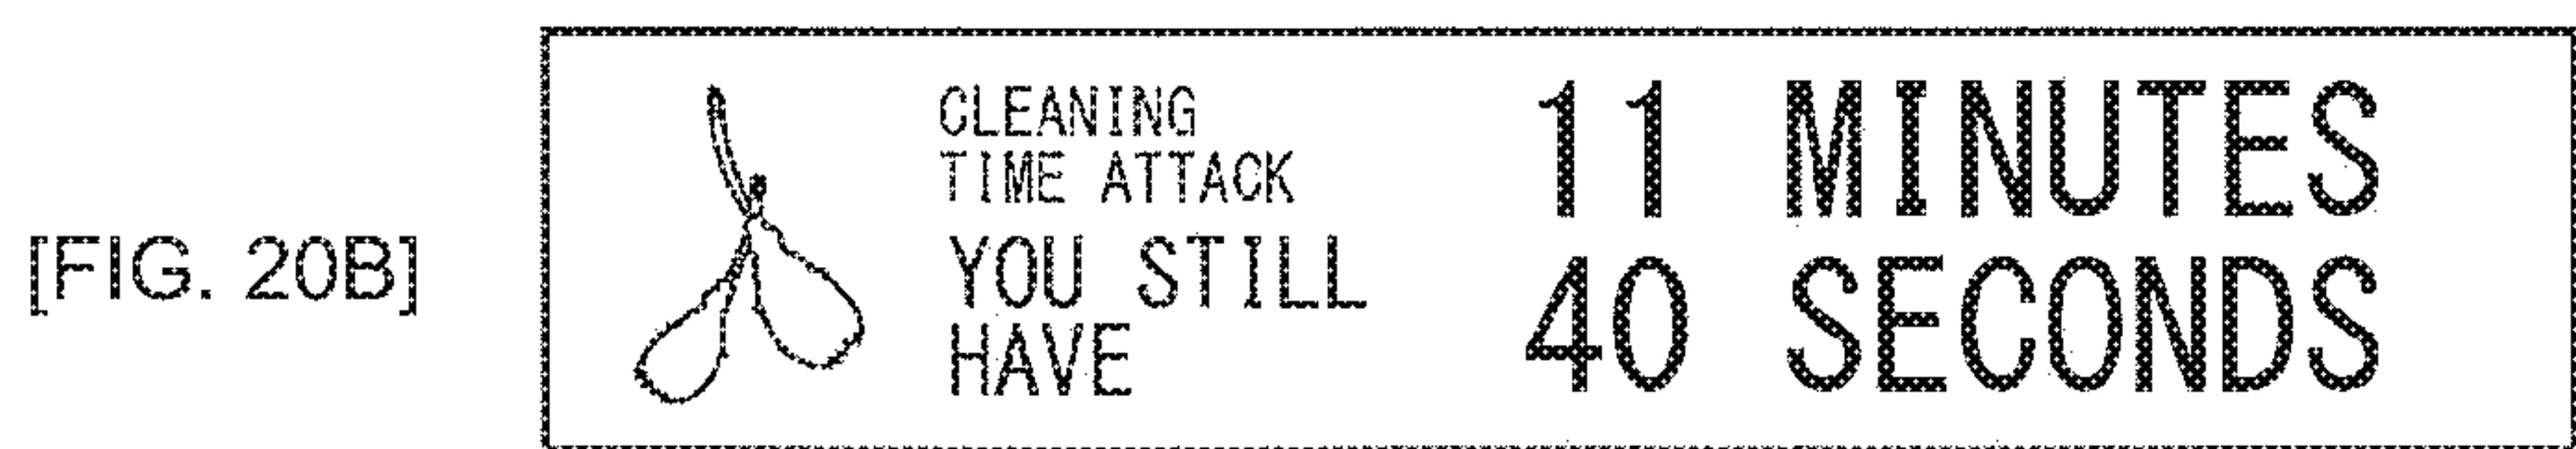 [FIG. 20B]
CLEANING
TIME ATTACK
YOU STILL
HAVE
11 MINUTES
40 SECONDS